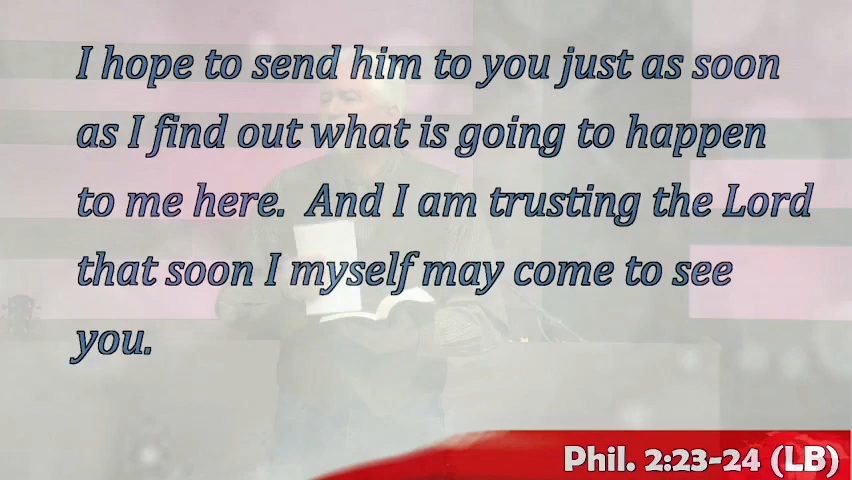 I hope to send him to you just as soon
as I find out what is going to happen
to me here.  And I am trusting the Lord
that soon I myself may come to see
you.
Phil. 2:23-24 (LB)